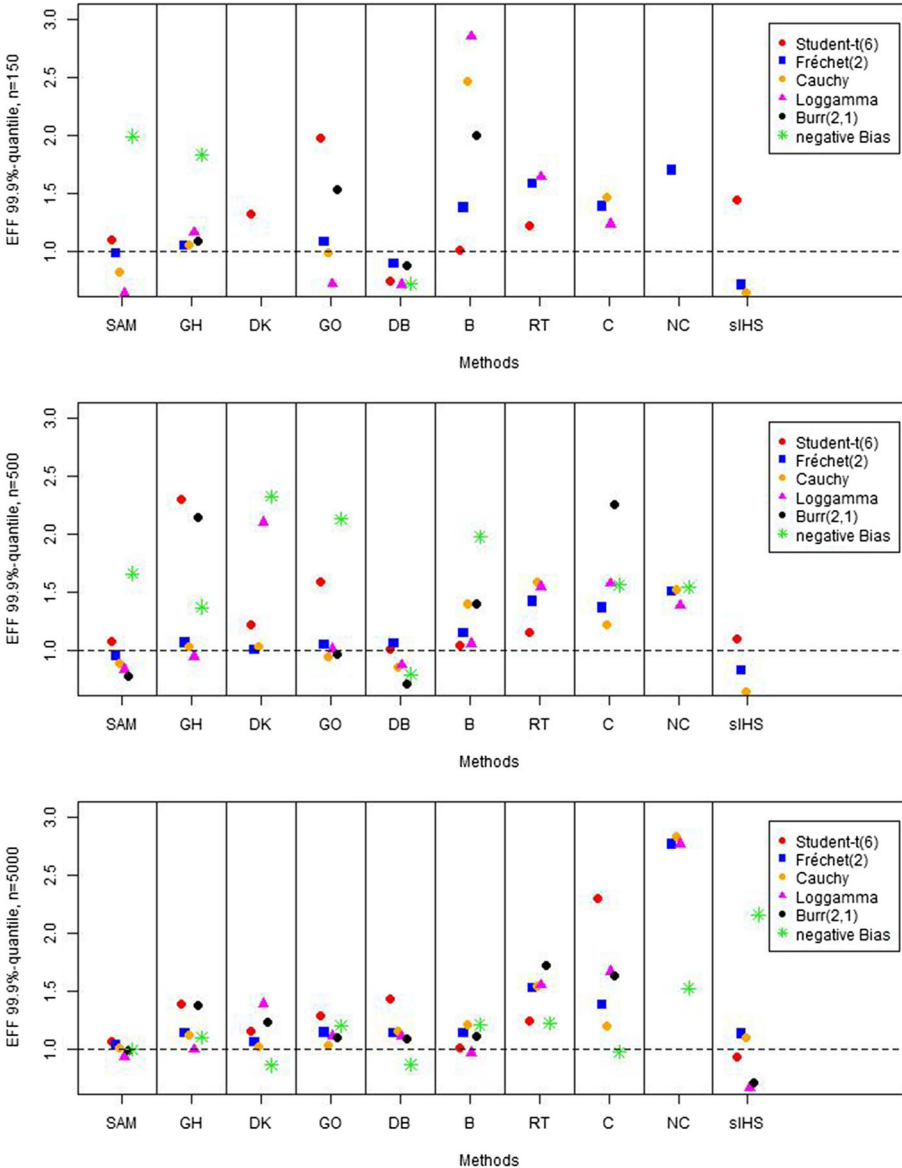 EFF 99.9%-quantile, n=150
3.0
2.5
2.0
1.5
1.0
Student-t(6)
Fréchet(2)
Cauchy
Loggamma
Burr(2,1)
negative Bias
SAM GH DK GO DB B RT C NC sIHS
Methods
EFF 99.9%-quantile, n=500
3.0
2.5
2.0
1.5
1.0
Student-t(6)
Fréchet(2)
Cauchy
Loggamma
Burr(2,1)
negative Bias
SAM GH DK GO DB B RT C NC sIHS
Methods
EFF 99.9%-quantile, n=5000
3.0
2.5
2.0
1.5
1.0
Student-t(6)
Fréchet(2)
Cauchy
Loggamma
Burr(2,1)
negative Bias
SAM GH DK GO DB B RT C NC sIHS
Methods